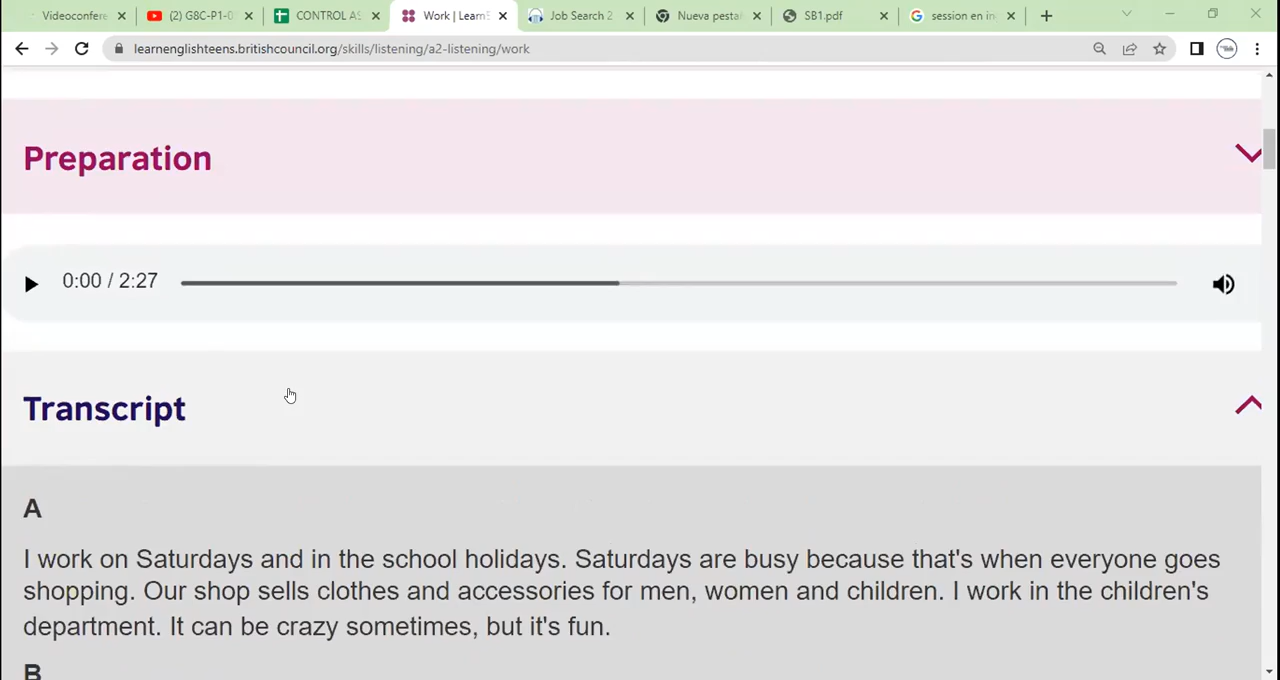 Videoconfere
(2) G8C-P1-0
CONTROL AS
Work | LearnE
Job Search 2
Nueva pesta
SB1.pdf
session en in
learnenglishteens.britishcouncil.org/skills/listening/a2-listening/work
Preparation
0:00 / 2:27
Transcript
A
I work on Saturdays and in the school holidays. Saturdays are busy because that's when everyone goes
shopping. Our shop sells clothes and accessories for men, women and children. I work in the children's
department. It can be crazy sometimes, but it's fun.
B